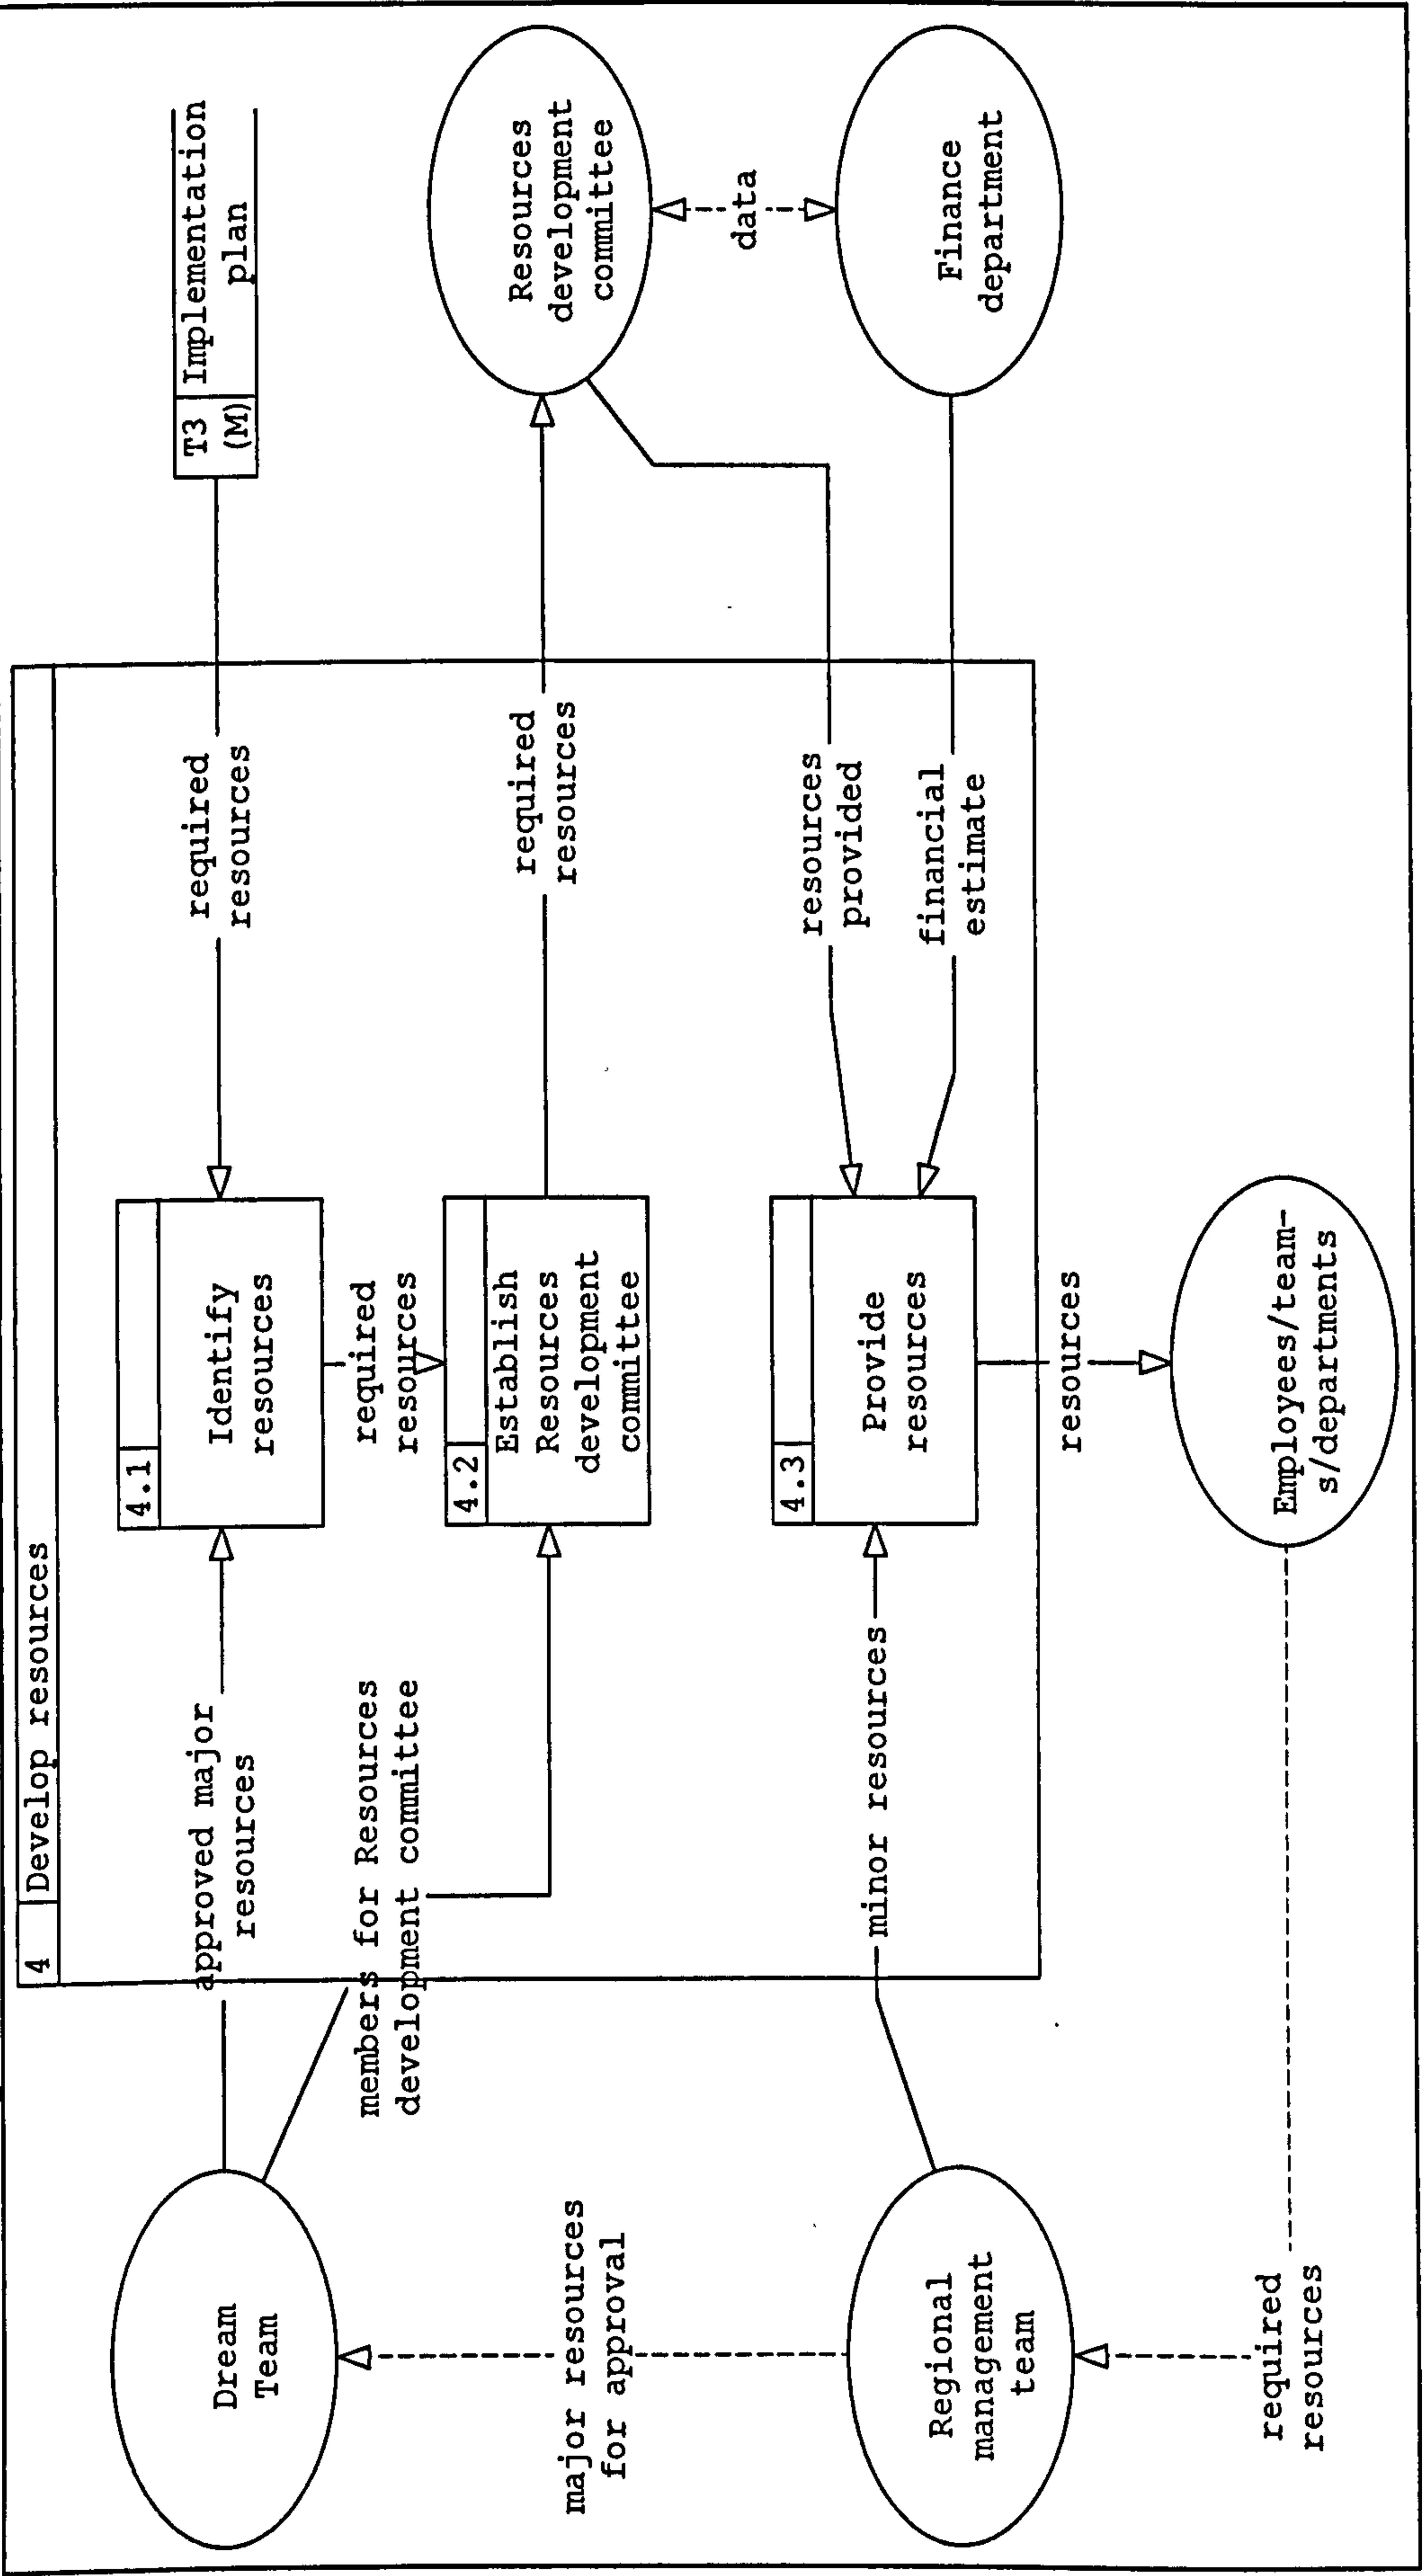 4 Develop resources
Dream
Team
approved major
resources
4.1
Identify
resources
required
resources
T3 Implementation
(M) plan
members for Resources
development committee
required
resources
4.2
Establish
Resources
development
committee
required
resources
Resources
development
committee
major resources
for approval
data
Regional
management
team
minor resources
4.3
Provide
resources
resources
provided
financial
estimate
Finance
department
resources
required
resources
Employees/team-
s/departments